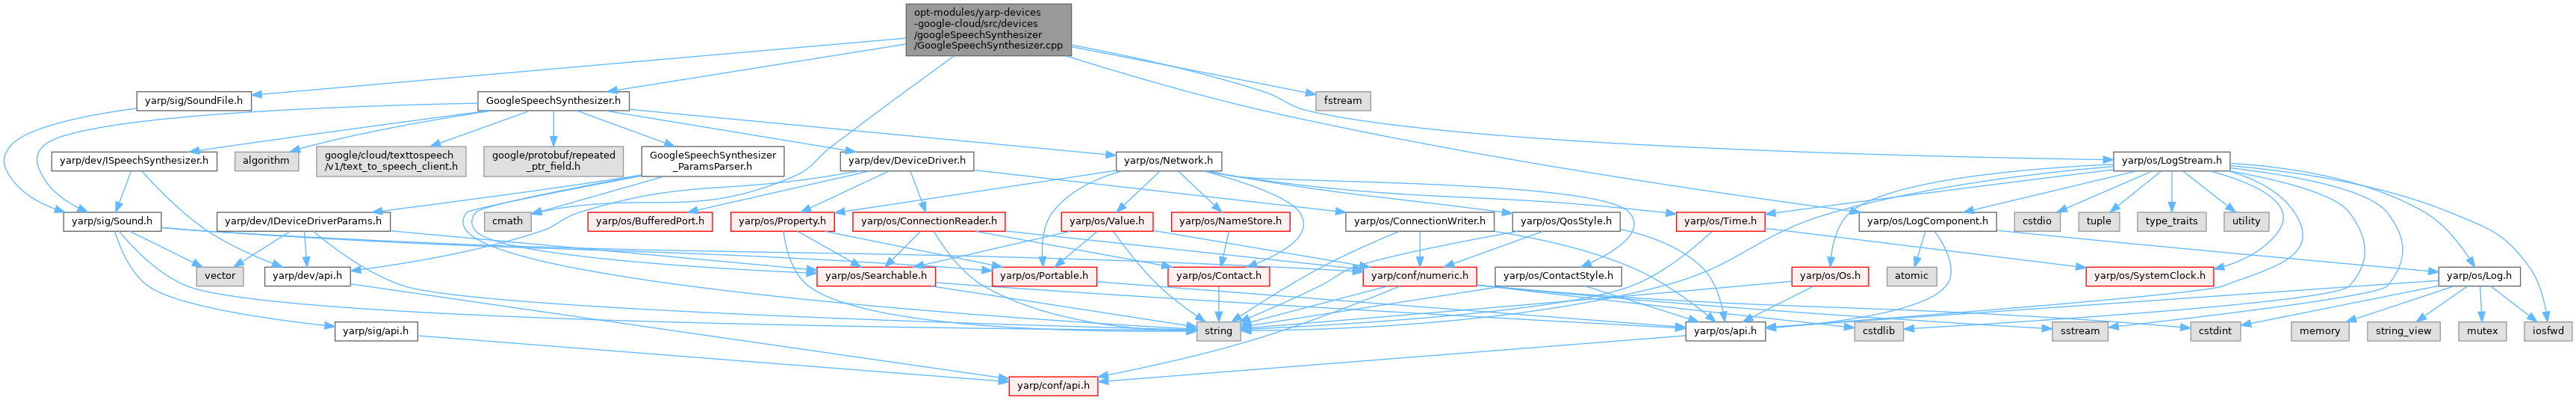 opt-modules/yarp-devices
-google-cloud/src/devices
/googleSpeechSynthesizer
/GoogleSpeechSynthesizer.cpp
yarp/sig/SoundFile.h
GoogleSpeechSynthesizer.h
fstream
yarp/dev/ISpeechSynthesizer.h
algorithm
google/cloud/texttospeech
/v1/text_to_speech_client.h
google/protobuf/repeated
_ptr_field.h
GoogleSpeechSynthesizer
_ParamsParser.h
yarp/dev/DeviceDriver.h
yarp/os/Network.h
yarp/os/LogStream.h
yarp/sig/Sound.h
yarp/dev/IDeviceDriverParams.h
cmath
yarp/os/BufferedPort.h
yarp/os/Property.h
yarp/os/ConnectionReader.h
yarp/os/Value.h
yarp/os/NameStore.h
yarp/os/ConnectionWriter.h
yarp/os/QosStyle.h
yarp/os/Time.h
yarp/os/LogComponent.h
cstdio
tuple
type_traits
utility
vector
yarp/dev/api.h
yarp/os/Searchable.h
yarp/os/Portable.h
yarp/os/Contact.h
yarp/conf/numeric.h
yarp/os/ContactStyle.h
yarp/os/Os.h
atomic
yarp/os/SystemClock.h
yarp/os/Log.h
yarp/sig/api.h
string
yarp/os/api.h
cstdlib
sstream
cstdint
memory
string_view
mutex
iosfwd
yarp/conf/api.h